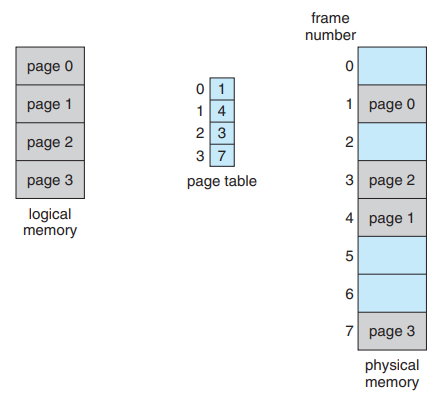 page 0
page 1
page 2
page 3
logical
memory
0 1
1 4
2 3
3 7
page table
frame
number
0
1 page 0
2
3 page 2
4 page 1
5
6
7 page 3
physical
memory